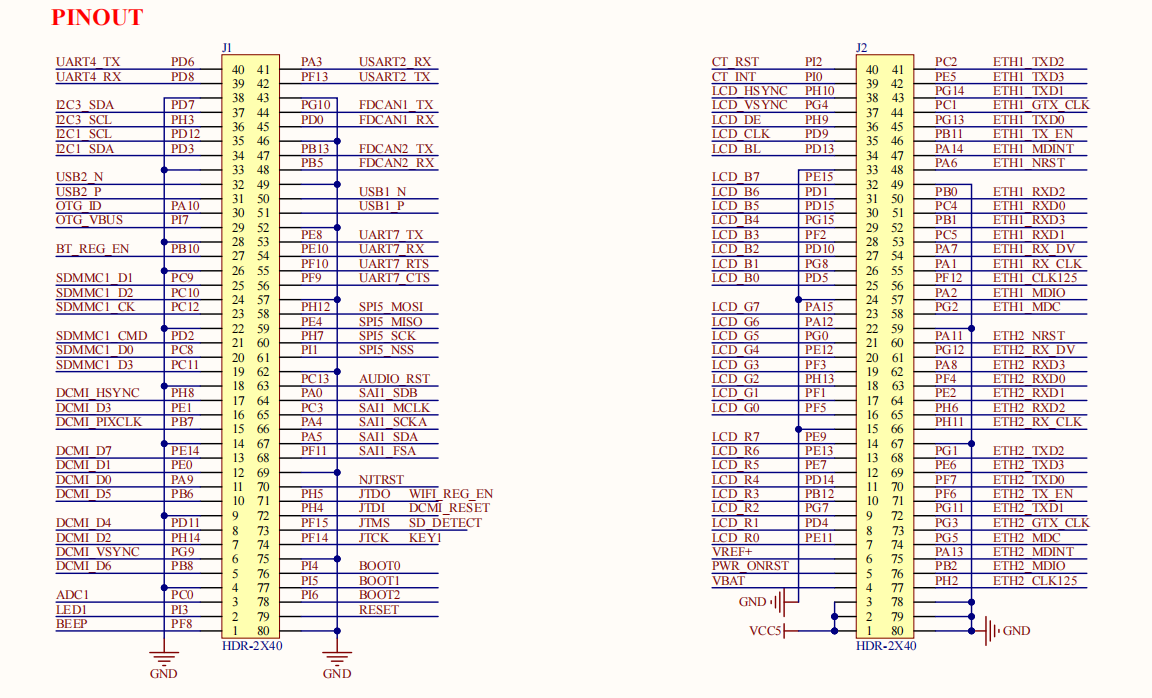 PINOUT
J1
UART4_TX PD6 40 41 PA3 USART2_RX
UART4_RX PD8 39 42 PF13 USART2_TX
38 43
I2C3_SDA PD7 37 44 PG10 FDCAN1_TX
I2C3_SCL PH3 36 45 PD0 FDCAN1_RX
I2C1_SCL PD12 35 46
I2C1_SDA PD3 34 47 PB13 FDCAN2_TX
33 48 PB5 FDCAN2_RX
USB2_N 32 49
USB2_P 31 50 USB1_N
OTG_ID PA10 30 51 USB1_P
OTG_VBUS PI7 29 52
28 53 PE8 UART7_TX
BT_REG_EN PB10 27 54 PE10 UART7_RX
26 55 PF10 UART7_RTS
SDMMC1_D1 PC9 25 56 PF9 UART7_CTS
SDMMC1_D2 PC10 24 57
SDMMC1_CK PC12 23 58 PH12 SPI5_MOSI
22 59 PE4 SPI5_MISO
SDMMC1_CMD PD2 21 60 PH7 SPI5_SCK
SDMMC1_D0 PC8 20 61 PI1 SPI5_NSS
SDMMC1_D3 PC11 19 62
18 63 PC13 AUDIO_RST
DCMI_HSYNC PH8 17 64 PA0 SAI1_SDB
DCMI_D3 PE1 16 65 PC3 SAI1_MCLK
DCMI_PIXCLK PB7 15 66 PA4 SAI1_SCKA
14 67 PA5 SAI1_SDA
DCMI_D7 PE14 13 68 PF11 SAI1_FSA
DCMI_D1 PE0 12 69
DCMI_D0 PA9 11 70 NJTRST
DCMI_D5 PB6 10 71 PH5 JTDO WIFI_REG_EN
9 72 PH4 JTDI DCMI_RESET
DCMI_D4 PD11 8 73 PF15 JTMS SD_DETECT
DCMI_D2 PH14 7 74 PF14 JTCK KEY1
DCMI_VSYNC PG9 6 75
DCMI_D6 PB8 5 76 PI4 BOOT0
4 77 PI5 BOOT1
ADC1 PC0 3 78 PI6 BOOT2
LED1 PI3 2 79 RESET
BEEP PF8 1 80
HDR-2X40
GND GND
J2
CT_RST PI2 40 41 PC2 ETH1_TXD2
CT_INT PI0 39 42 PE5 ETH1_TXD3
LCD_HSYNC PH10 38 43 PG14 ETH1_TXD1
LCD_VSYNC PG4 37 44 PC1 ETH1_GTX_CLK
LCD_DE PH9 36 45 PG13 ETH1_TXD0
LCD_CLK PD9 35 46 PB11 ETH1_TX_EN
LCD_BL PD13 34 47 PA14 ETH1_MDINT
33 48 PA6 ETH1_NRST
LCD_B7 PE15 32 49
LCD_B6 PD1 31 50 PB0 ETH1_RXD2
LCD_B5 PD15 30 51 PC4 ETH1_RXD0
LCD_B4 PG15 29 52 PB1 ETH1_RXD3
LCD_B3 PF2 28 53 PC5 ETH1_RXD1
LCD_B2 PD10 27 54 PA7 ETH1_RX_DV
LCD_B1 PG8 26 55 PA1 ETH1_RX_CLK
LCD_B0 PD5 25 56 PF12 ETH1_CLK125
24 57 PA2 ETH1_MDIO
LCD_G7 PA15 23 58 PG2 ETH1_MDC
LCD_G6 PA12 22 59
LCD_G5 PG0 21 60 PA11 ETH2_NRST
LCD_G4 PE12 20 61 PG12 ETH2_RX_DV
LCD_G3 PF3 19 62 PA8 ETH2_RXD3
LCD_G2 PH13 18 63 PF4 ETH2_RXD0
LCD_G1 PF1 17 64 PE2 ETH2_RXD1
LCD_G0 PF5 16 65 PH6 ETH2_RXD2
15 66 PH11 ETH2_RX_CLK
LCD_R7 PE9 14 67
LCD_R6 PE13 13 68 PG1 ETH2_TXD2
LCD_R5 PE7 12 69 PE6 ETH2_TXD3
LCD_R4 PD14 11 70 PF7 ETH2_TXD0
LCD_R3 PB12 10 71 PF6 ETH2_TX_EN
LCD_R2 PG7 9 72 PG11 ETH2_TXD1
LCD_R1 PD4 8 73 PG3 ETH2_GTX_CLK
LCD_R0 PE11 7 74 PG5 ETH2_MDC
VREF+ 6 75 PA13 ETH2_MDINT
PWR_ONRST 5 76 PB2 ETH2_MDIO
VBAT 4 77 PH2 ETH2_CLK125
GND 3 78
2 79
VCC5 1 80 GND
HDR-2X40